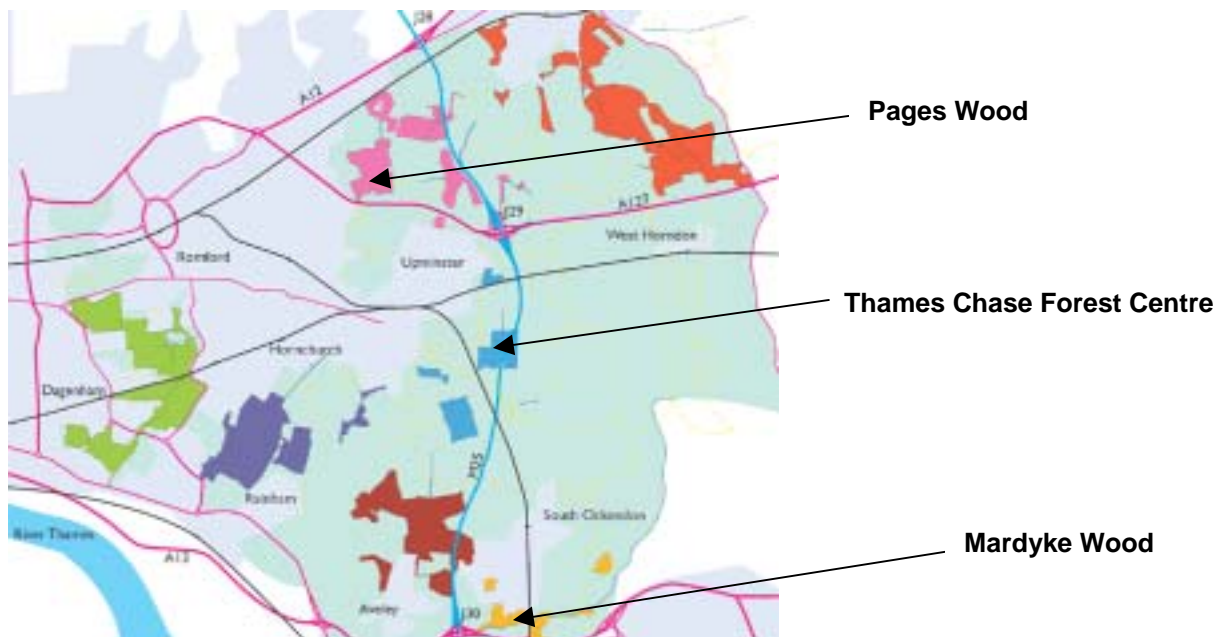 J28
A12
Pages Wood
J29
A127
West Horndon
Upminster
Romford
Thames Chase Forest Centre
Hornchurch
Dagenham
M25
Rainham
South Ockendon
River Thames
Mardyke Wood
A13
Aveley
J30